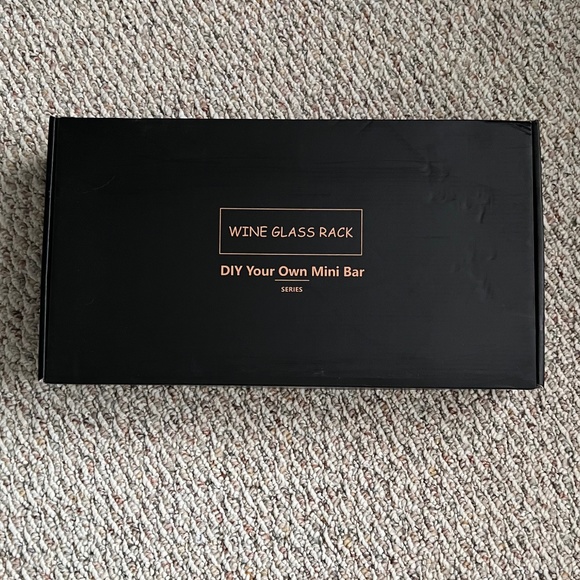 WINE GLASS RACK
DIY Your Own Mini Bar
SERIES